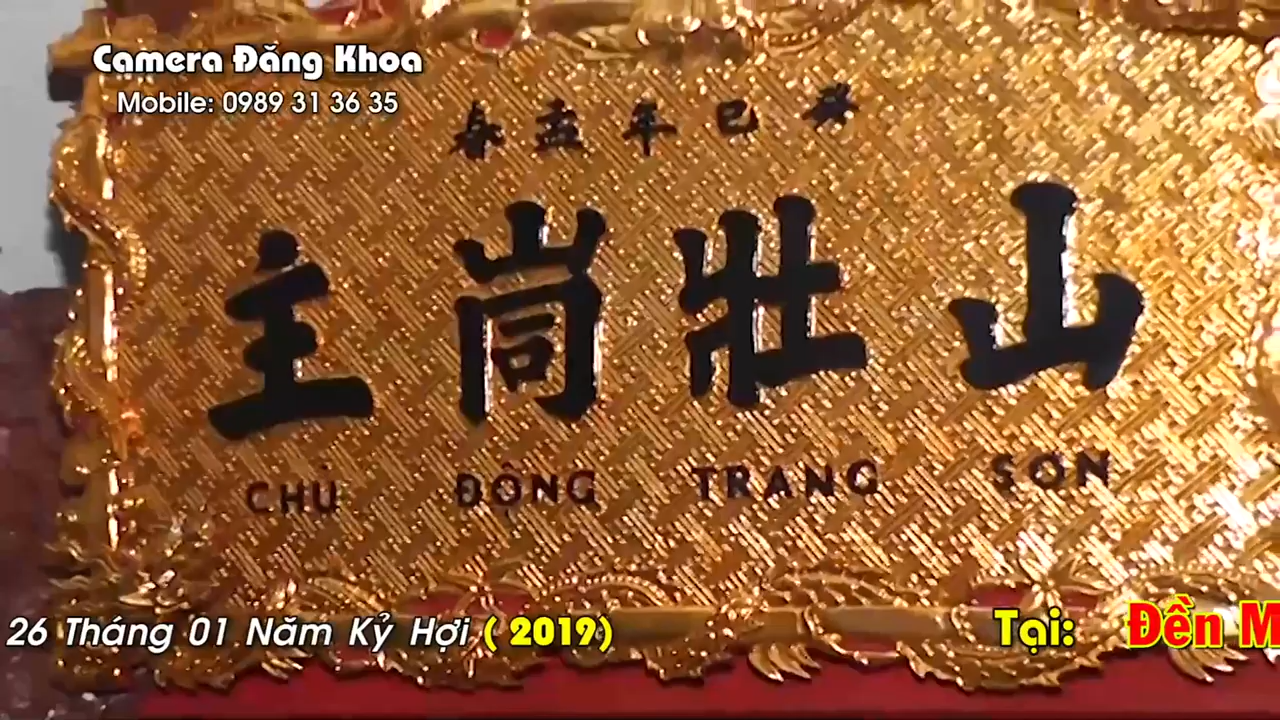 Camera Đăng Khoa
Mobile: 0989 31 36 35
春孟年巳癸
主峝壯山
CHỦ ĐỘNG TRANG SƠN
26 Tháng 01 Năm Kỷ Hợi ( 2019)
Tại: Đền M